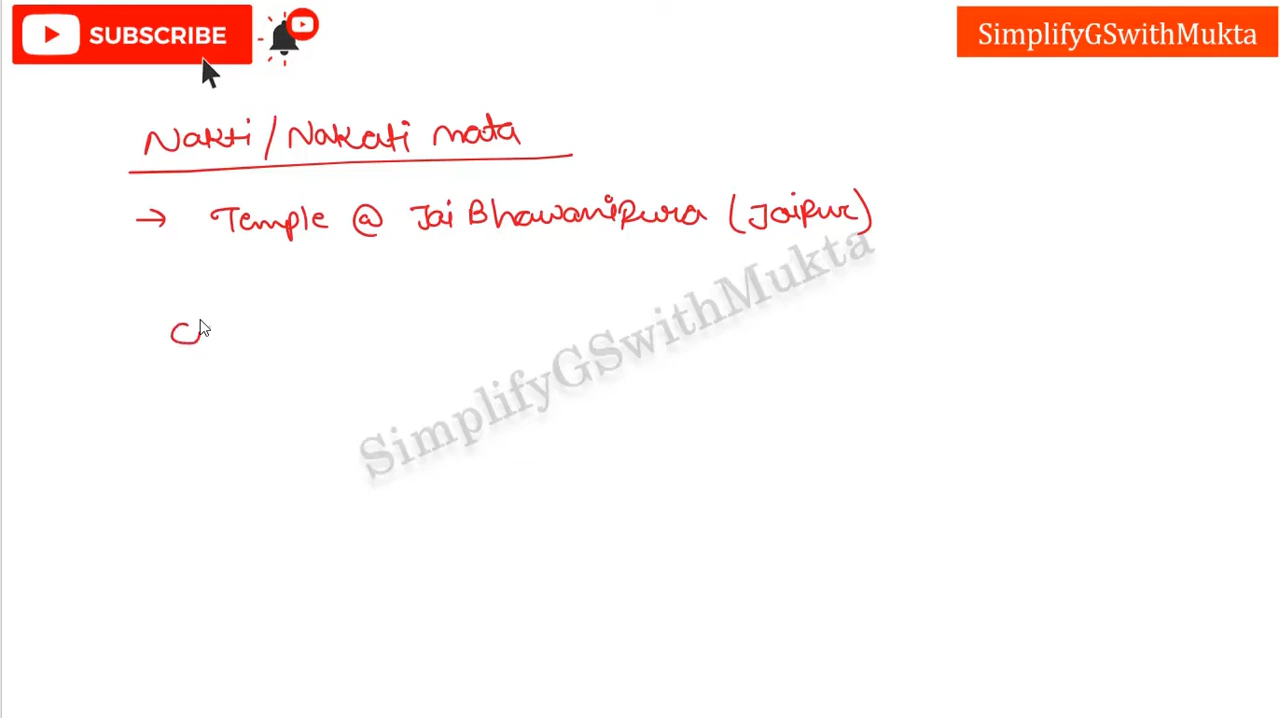 SUBSCRIBE
SimplifyGSwithMukta
Nakti/Nakati mata
→ Temple @ Jai Bhawanipura (Jaipur)
SimplifyGSwithMukta
C